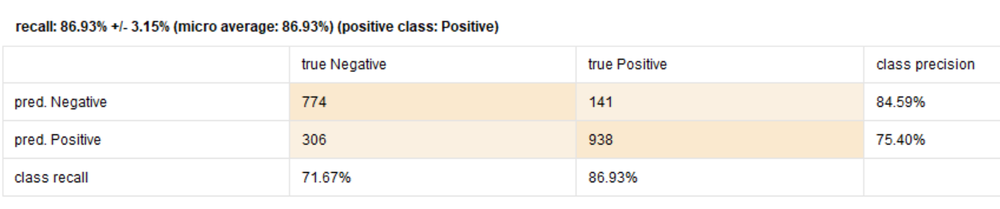 recall: 86.93% +/- 3.15% (micro average: 86.93%) (positive class: Positive)
true Negative true Positive class precision
pred. Negative 774 141 84.59%
pred. Positive 306 938 75.40%
class recall 71.67% 86.93%